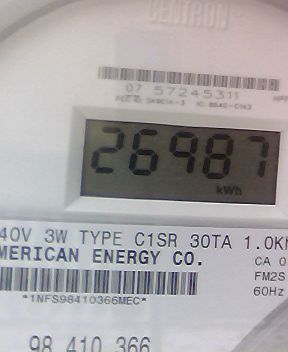 CENTRON®
07 57245311
26987
kWh
40V 3W TYPE C1SR 30TA 1.0K
MERICAN ENERGY CO.
CA 0
FM2S
60Hz
*1NFS98410366MEC*
98 410 366